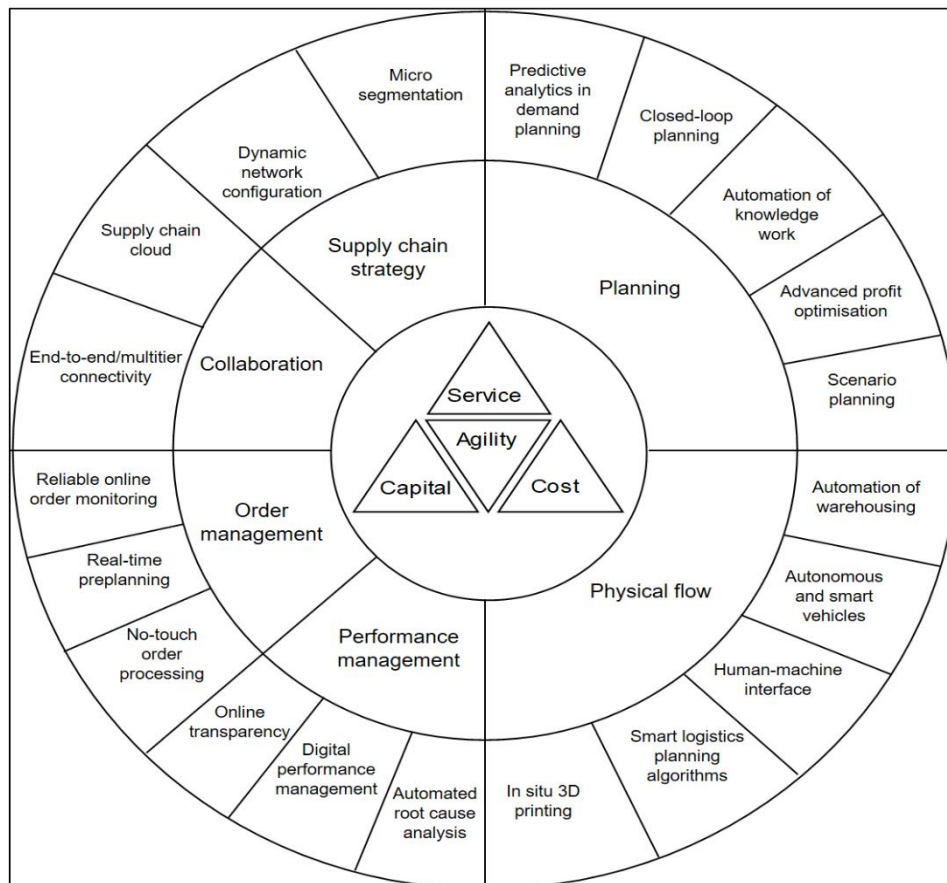 Micro
segmentation
Predictive
analytics in
demand
planning
Closed-loop
planning
Automation of
knowledge
work
Advanced profit
optimisation
Scenario
planning
Dynamic
network
configuration
Supply chain
cloud
End-to-end/multitier
connectivity
Supply chain
strategy
Planning
Collaboration
Service
Agility
Capital
Cost
Order
management
Performance
management
Physical flow
Reliable online
order monitoring
Real-time
preplanning
No-touch
order
processing
Online
transparency
Digital
performance
management
Automated
root cause
analysis
In situ 3D
printing
Smart logistics
planning
algorithms
Human-machine
interface
Autonomous
and smart
vehicles
Automation of
warehousing